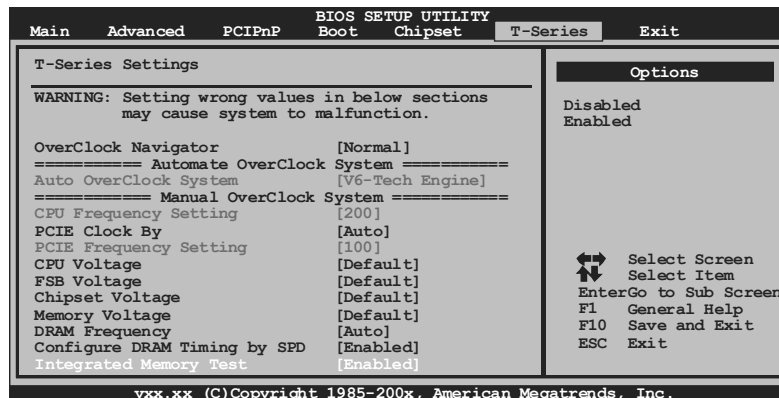 BIOS SETUP UTILITY
Main Advanced PCIPnP Boot Chipset T-Series Exit
T-Series Settings
WARNING: Setting wrong values in below sections
may cause system to malfunction.
OverClock Navigator [Normal]
=========== Automate OverClock System ===========
Auto OverClock System [V6-Tech Engine]
============ Manual OverClock System ===========
CPU Frequency Setting [200]
PCIE Clock By [Auto]
PCIE Frequency Setting [100]
CPU Voltage [Default]
FSB Voltage [Default]
Chipset Voltage [Default]
Memory Voltage [Default]
DRAM Frequency [Auto]
Configure DRAM Timing by SPD [Enabled]
Integrated Memory Test [Enabled]
Options
Disabled
Enabled
Select Screen
Select Item
EnterGo to Sub Screen
F1 General Help
F10 Save and Exit
ESC Exit
vxx.xx (C)Copyright 1985-200x, American Megatrends, Inc.